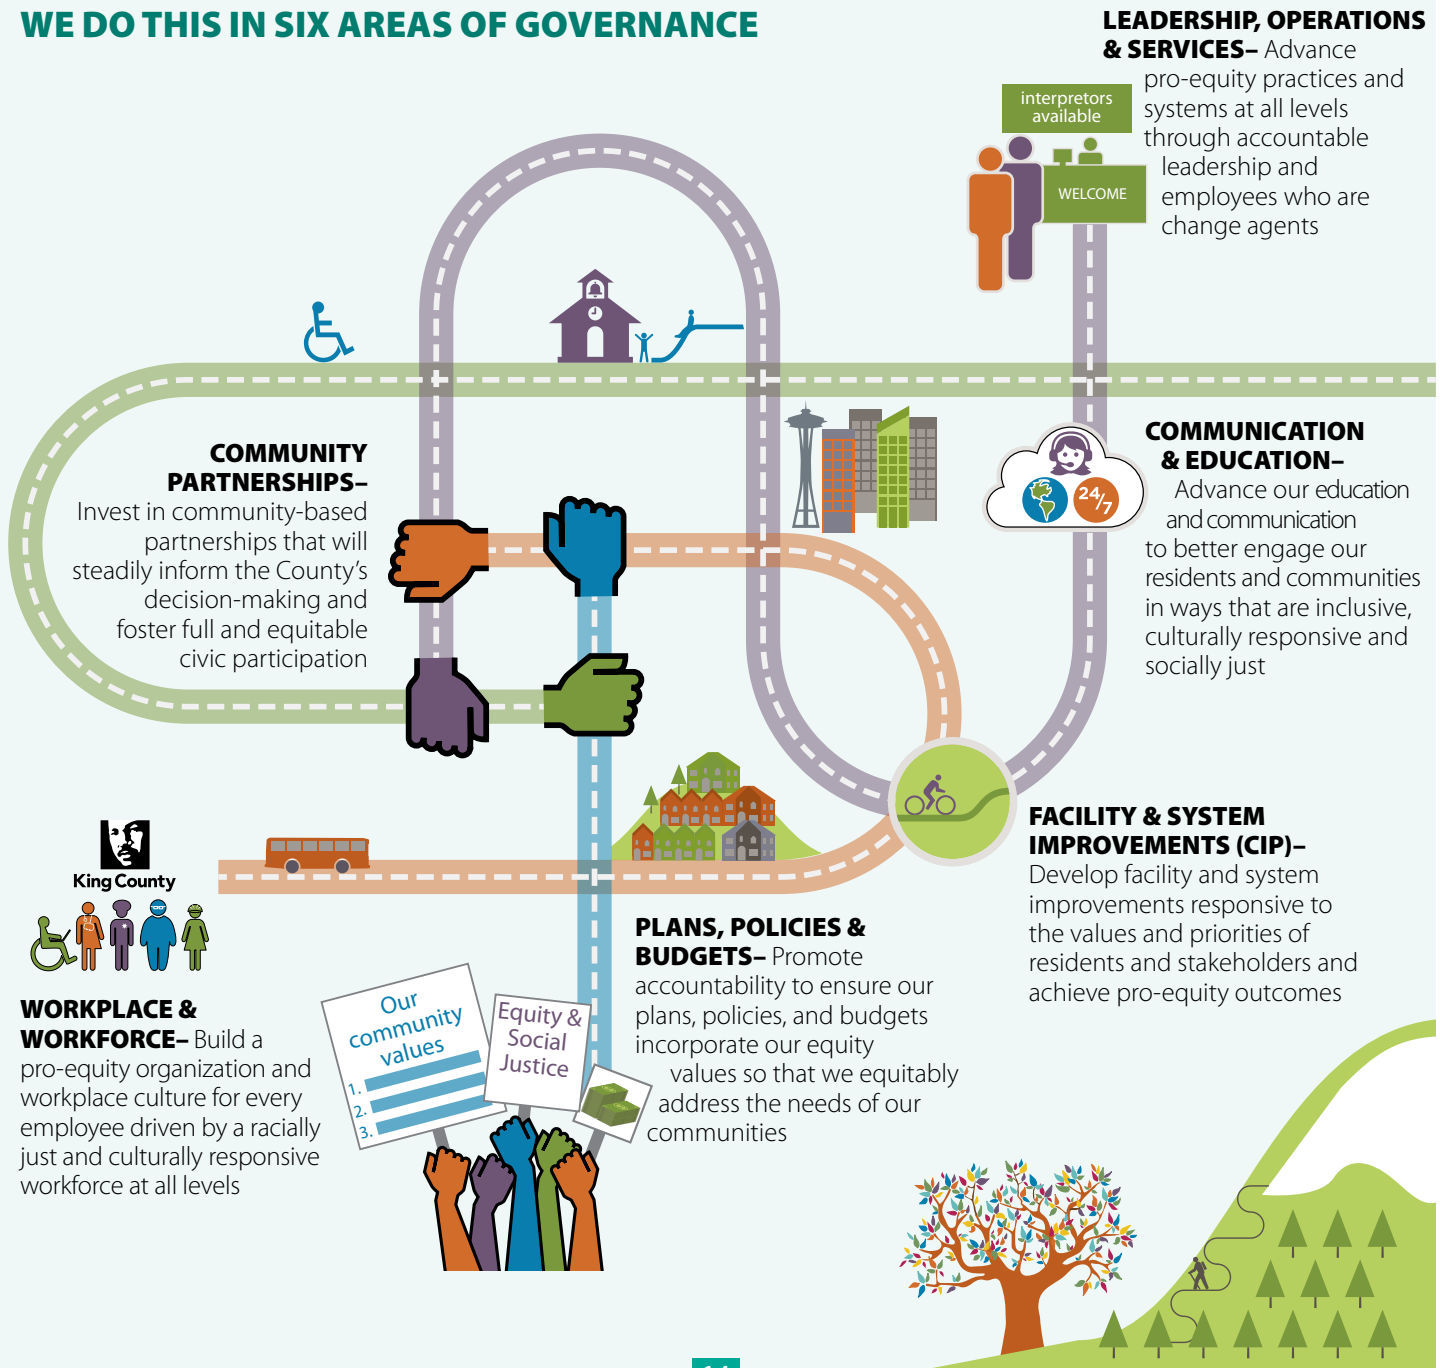 WE DO THIS IN SIX AREAS OF GOVERNANCE
LEADERSHIP, OPERATIONS
& SERVICES– Advance
pro-equity practices and
systems at all levels
through accountable
leadership and
employees who are
change agents
interpretors
available
WELCOME
COMMUNITY
PARTNERSHIPS–
Invest in community-based
partnerships that will
steadily inform the County’s
decision-making and
foster full and equitable
civic participation
COMMUNICATION
& EDUCATION–
Advance our education
and communication
to better engage our
residents and communities
in ways that are inclusive,
culturally responsive and
socially just
24/7
FACILITY & SYSTEM
IMPROVEMENTS (CIP)–
Develop facility and system
improvements responsive to
the values and priorities of
residents and stakeholders and
achieve pro-equity outcomes
King County
WORKPLACE &
WORKFORCE– Build a
pro-equity organization and
workplace culture for every
employee driven by a racially
just and culturally responsive
workforce at all levels
Our
community
values
1.
2.
3.
Equity &
Social
Justice
PLANS, POLICIES &
BUDGETS– Promote
accountability to ensure our
plans, policies, and budgets
incorporate our equity
values so that we equitably
address the needs of our
communities